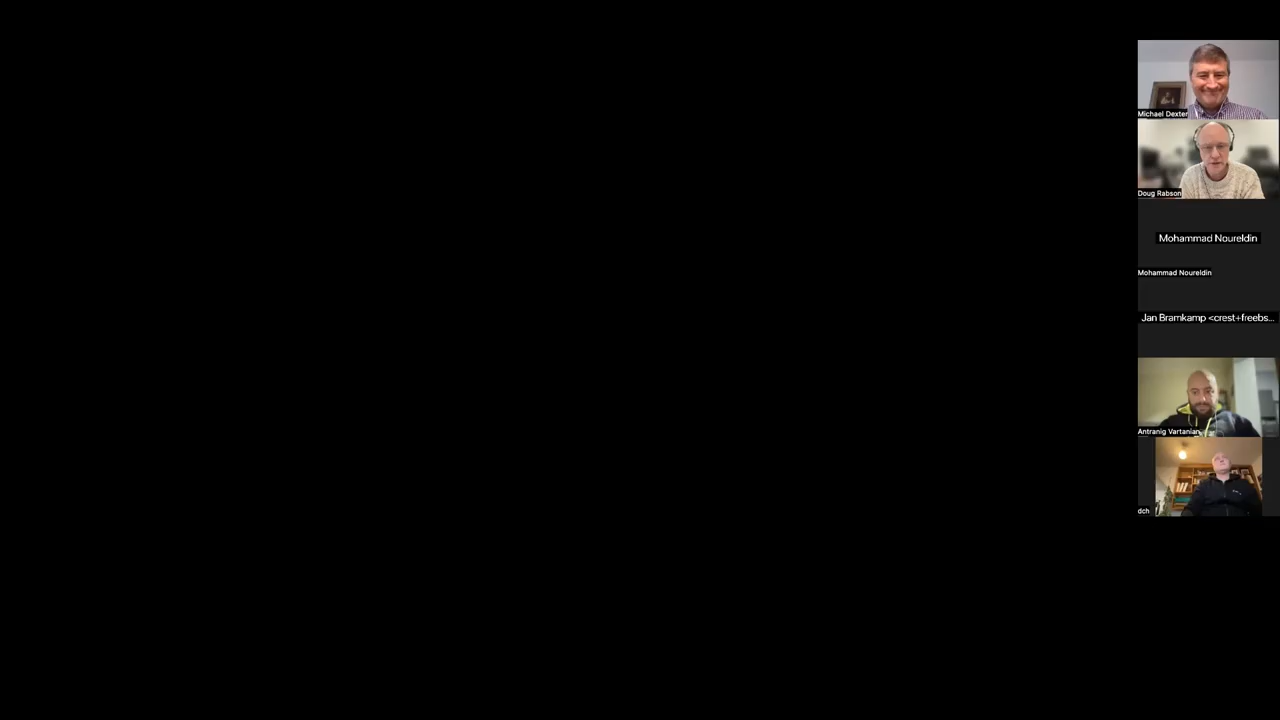 Michael Dexter
Doug Rabson
Mohammad Noureldin
Mohammad Noureldin
Jan Bramkamp <crest+freebs...
Antranig Vartanian
dch